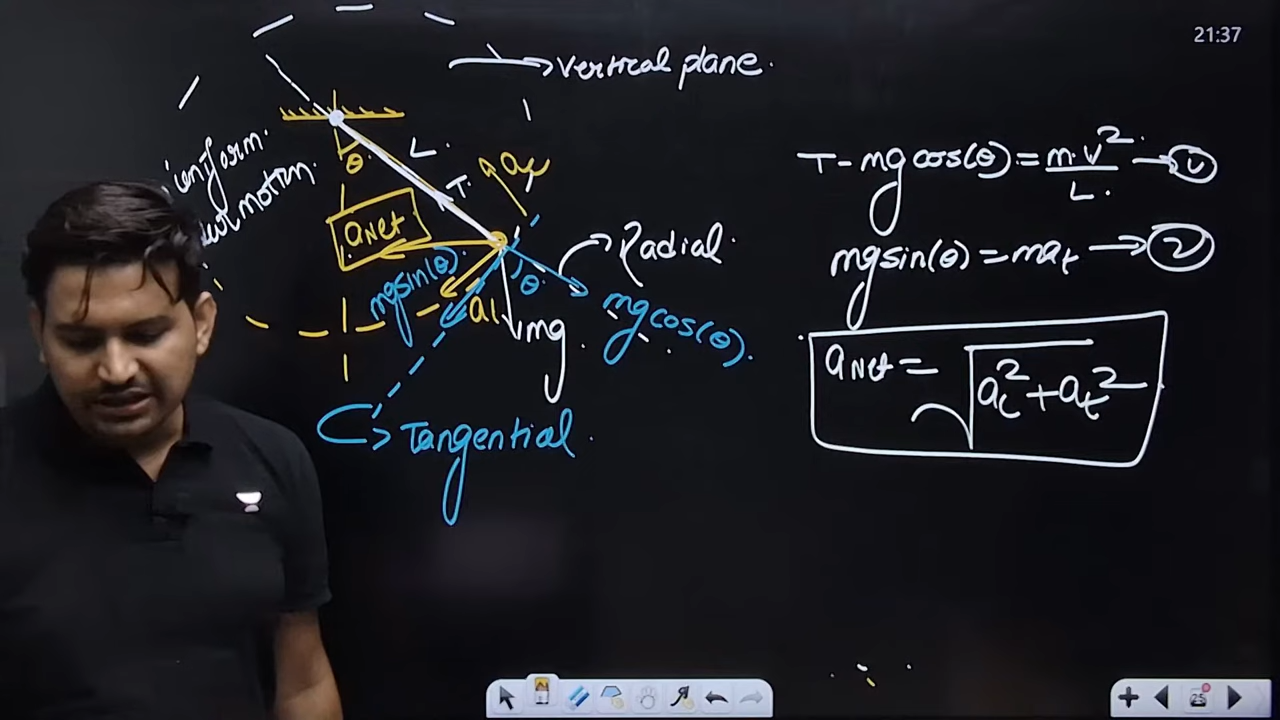 21:37
vertical plane.
θ.
L.
T.
ac
uniform.
motion.
aNet
mgsin(θ).
at
mg
θ.
Radial.
mgcos(θ).
Tangential.
T - mgcos(θ) = m.v²/L. → 1
mgsin(θ) = mat → 2
aNet = √ac² + at²
25